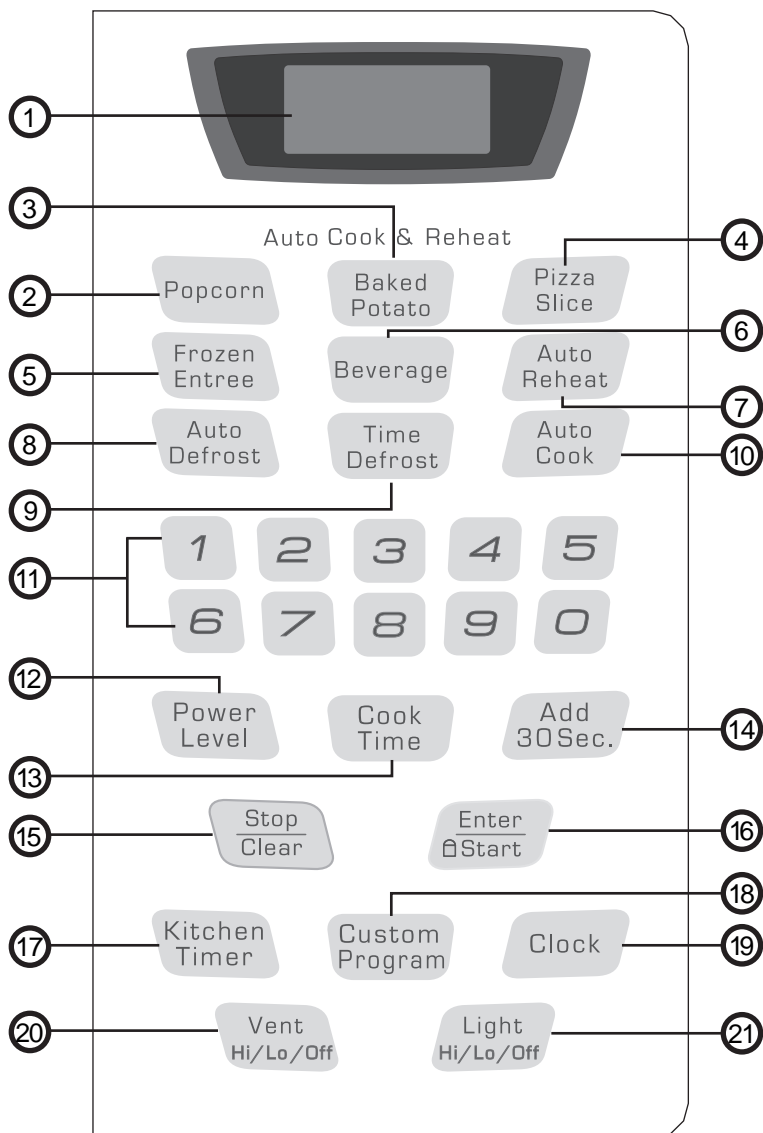 1
3
Auto Cook & Reheat
4
2
Popcorn
Baked
Potato
Pizza
Slice
6
5
Frozen
Entree
Beverage
Auto
Reheat
7
8
Auto
Defrost
Time
Defrost
Auto
Cook
10
9
11
1 2 3 4 5
6 7 8 9 0
12
Power
Level
Cook
Time
Add
30Sec.
14
13
15
Stop
Clear
Enter
Start
16
18
17
Kitchen
Timer
Custom
Program
Clock
19
20
Vent
Hi/Lo/Off
Light
Hi/Lo/Off
21